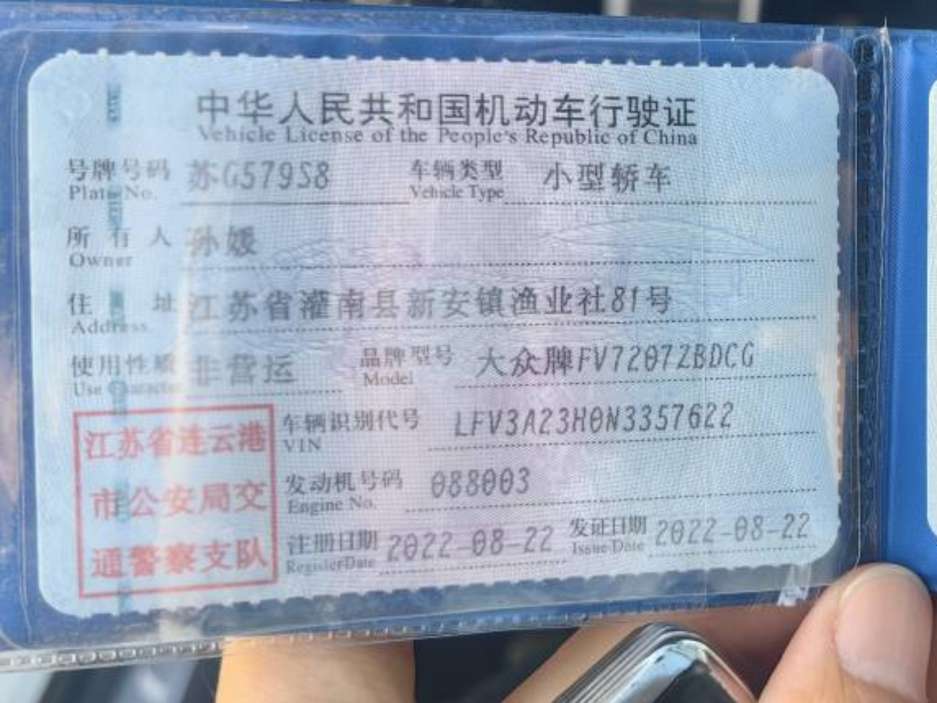 中华人民共和国机动车行驶证
Vehicle License of the People's Republic of China
号牌号码 苏G579S8 车辆类型 小型轿车
Plate No. Vehicle Type
所有人 孙媛
Owner
住址 江苏省灌南县新安镇渔业社81号
Address
使用性质 非营运 品牌型号 大众牌FV7207ZBDCG
Use Character Model
江苏省连云港
市公安局交
通警察支队
车辆识别代号 LFV3A23H0N3357622
VIN
发动机号码 088003
Engine No.
注册日期 2022-08-22 发证日期 2022-08-22
Register Date Issue Date